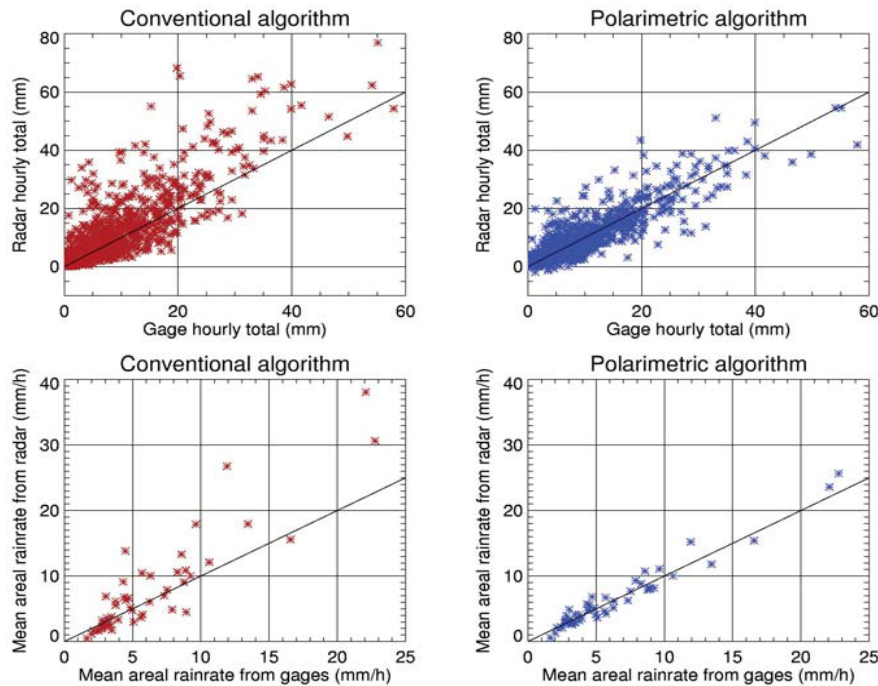 Conventional algorithm
Radar hourly total (mm)
80
60
40
20
0
0 20 40 60
Gage hourly total (mm)
Polarimetric algorithm
Radar hourly total (mm)
80
60
40
20
0
0 20 40 60
Gage hourly total (mm)
Conventional algorithm
Mean areal rainrate from radar (mm/h)
40
30
20
10
0
0 5 10 15 20 25
Mean areal rainrate from gages (mm/h)
Polarimetric algorithm
Mean areal rainrate from radar (mm/h)
40
30
20
10
0
0 5 10 15 20 25
Mean areal rainrate from gages (mm/h)